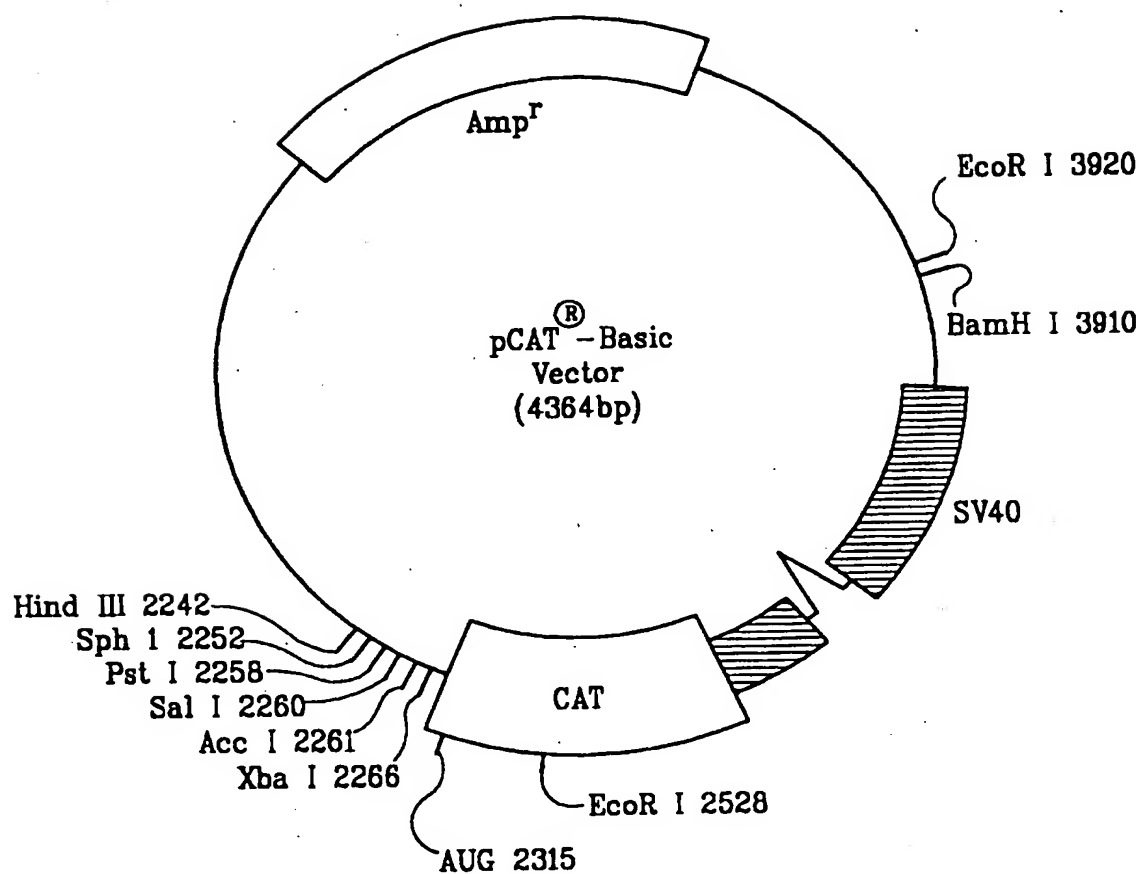 Amp^r
EcoR I 3920
BamH I 3910
pCAT®-Basic
Vector
(4364bp)
SV40
Hind III 2242
Sph 1 2252
Pst I 2258
Sal I 2260
Acc I 2261
Xba I 2266
CAT
EcoR I 2528
AUG 2315